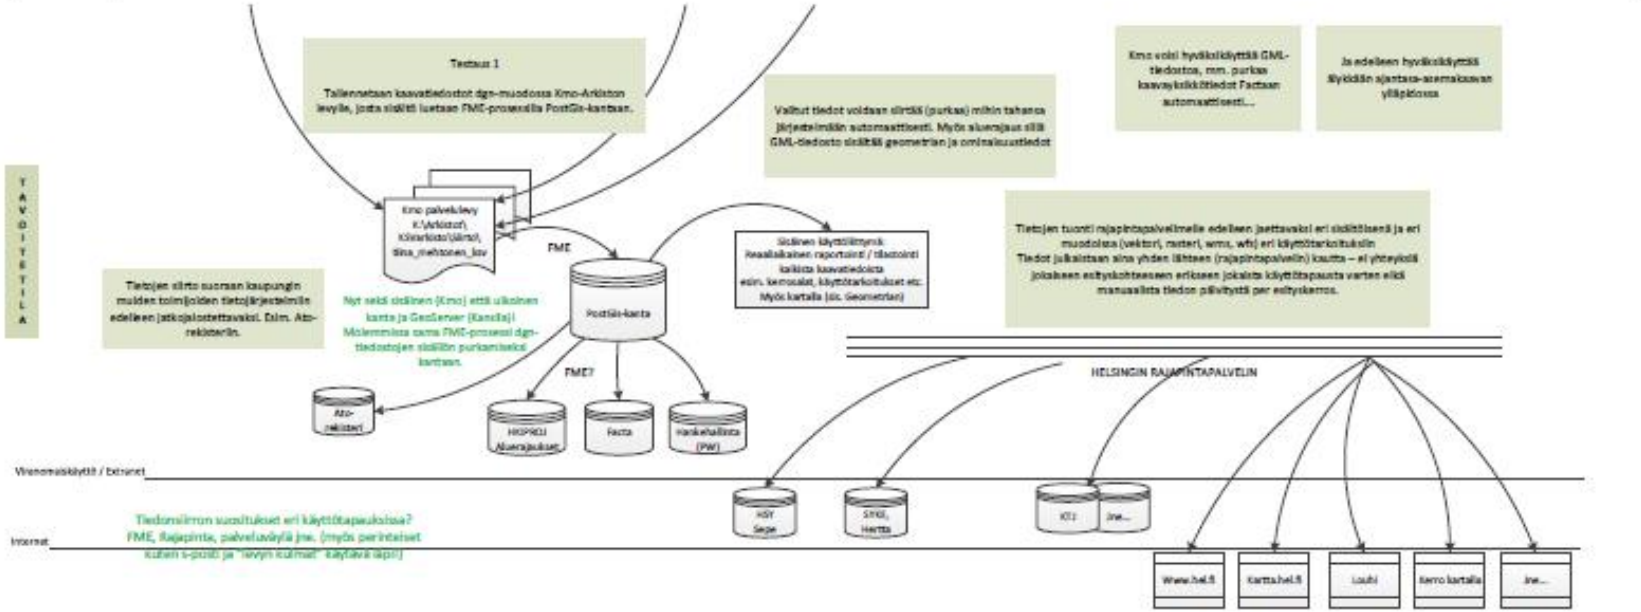 Testaus 1
Tallennetaan kaavatiedostot dgn-muodossa Kmo-Arkiston
levylle, josta sisältö luetaan FME-prosessilla PostGis-kantaan.
Kmo voisi hyväksikäyttää GML-
tiedostoa, mm. purkaa
kaavayksikkötiedot Factaan
automaattisesti...
Ja edelleen hyväksikäyttää
älykkään ajantasa-asemakaavan
ylläpidossa
Valitut tiedot voidaan siirtää (purkaa) mihin tahansa
järjestelmään automaattisesti. Myös aluerajaus sillä
GML-tiedosto sisältää geometrian ja ominaisuustiedot
TAVOITETILA
Kmo palvelulevy
K:\Arkistot\
FME
Sisäinen käyttöliittymä:
Reaaliaikainen raportointi / tilastointi
kaikista kaavatiedoista
esim. kerrosalat, käyttötarkoitukset etc.
Myös kartalla (sis. Geometrian)
Tietojen tuonti rajapintapalvelimelle edelleen jaettavaksi eri sisältöisenä ja eri
muodoissa (vektori, rasteri, wms, wfs) eri käyttötarkoituksiin
Tiedot julkaistaan aina yhden lähteen (rajapintapalvelin) kautta – ei yhteyksiä
jokaiseen esityskohteeseen erikseen jokaista käyttötapausta varten eikä
manuaalista tiedon päivitystä per esityskerros.
Tietojen siirto suoraan kaupungin
muiden toimijoiden tietojärjestelmiin
edelleen jatkojalostettavaksi. Esim. Ato-
rekisteriin.
Nyt sekä sisäinen (Kmo) että ulkoinen
kanta ja GeoServer (Kanslia)!
Molemmissa sama FME-prosessi dgn-
tiedostojen sisällön purkamiseksi
kantaan.
PostGis-kanta
FME?
HELSINGIN RAJAPINTAPALVELIN
Ato-
rekisteri
HKIPROJ
Aluerajaukset
Facta
Hankehallinta
(PW)
Viranomaiskäyttö / Extranet
HSY
Sepe
SYKE,
Hertta
KTJ
Jne...
Tiedonsiirron suositukset eri käyttötapauksissa?
FME, Rajapinta, palveluväylä jne. (myös perinteiset
kuten s-posti ja "levyn kulmat" käytävä läpi!)
Internet
Www.hel.fi
Kartta.hel.fi
Louhi
Kerro kartalla
Jne...